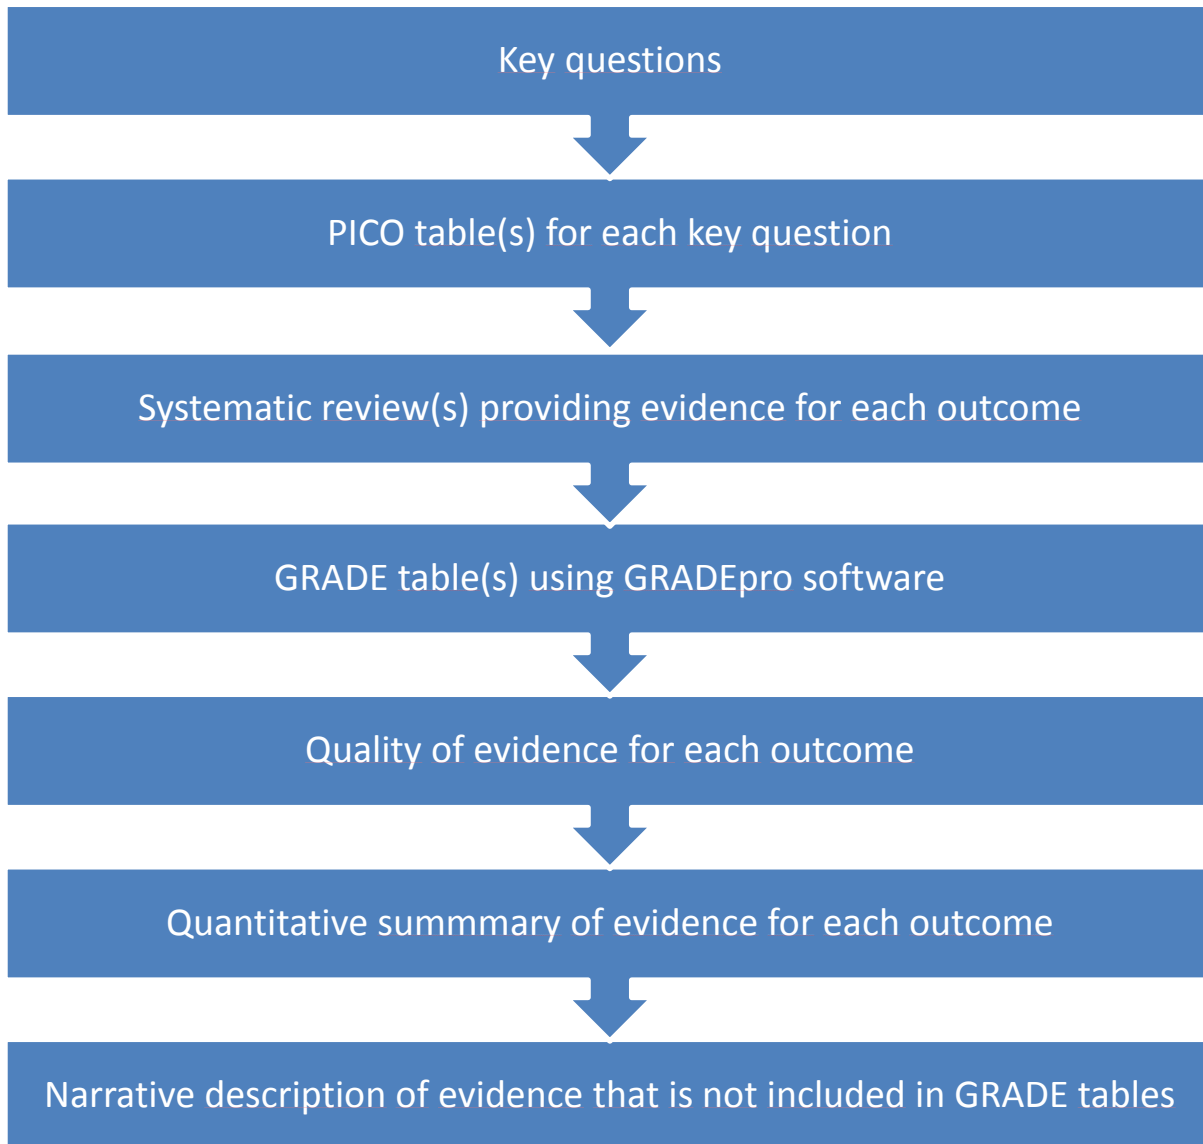 Key questions
PICO table(s) for each key question
Systematic review(s) providing evidence for each outcome
GRADE table(s) using GRADEpro software
Quality of evidence for each outcome
Quantitative summmary of evidence for each outcome
Narrative description of evidence that is not included in GRADE tables